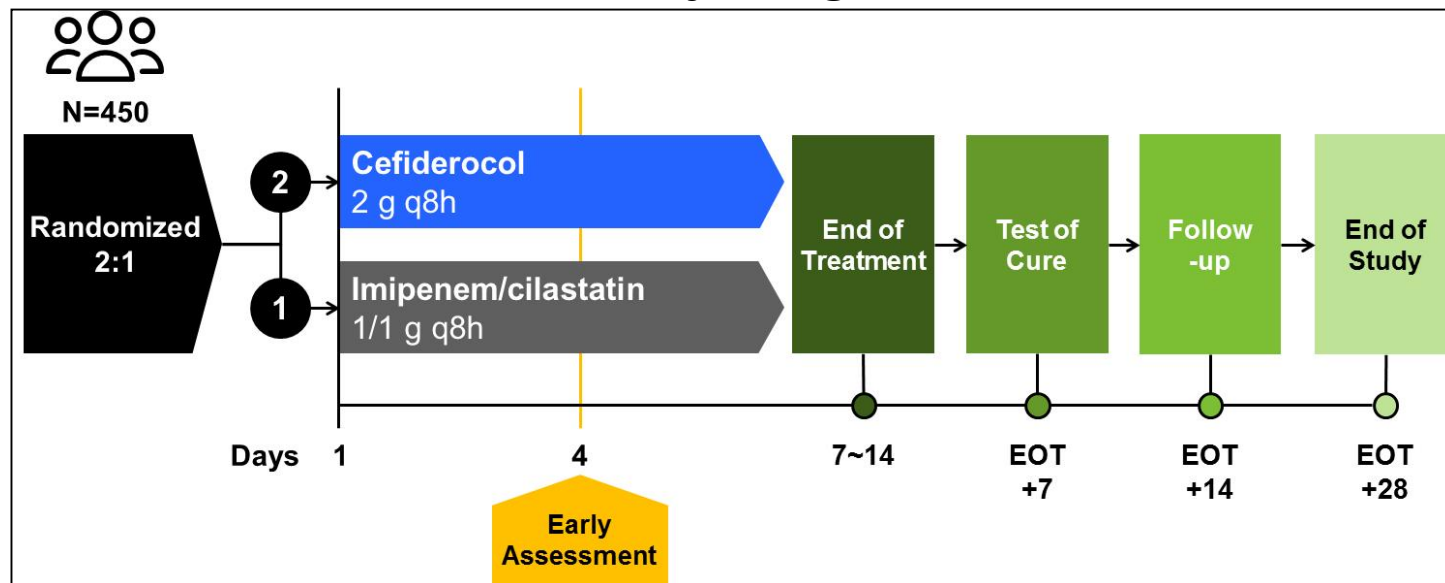 N=450
Randomized
2:1
2
1
Cefiderocol
2 g q8h
Imipenem/cilastatin
1/1 g q8h
End of
Treatment
Test of
Cure
Follow
-up
End of
Study
Days
1
4
7~14
EOT
+7
EOT
+14
EOT
+28
Early
Assessment